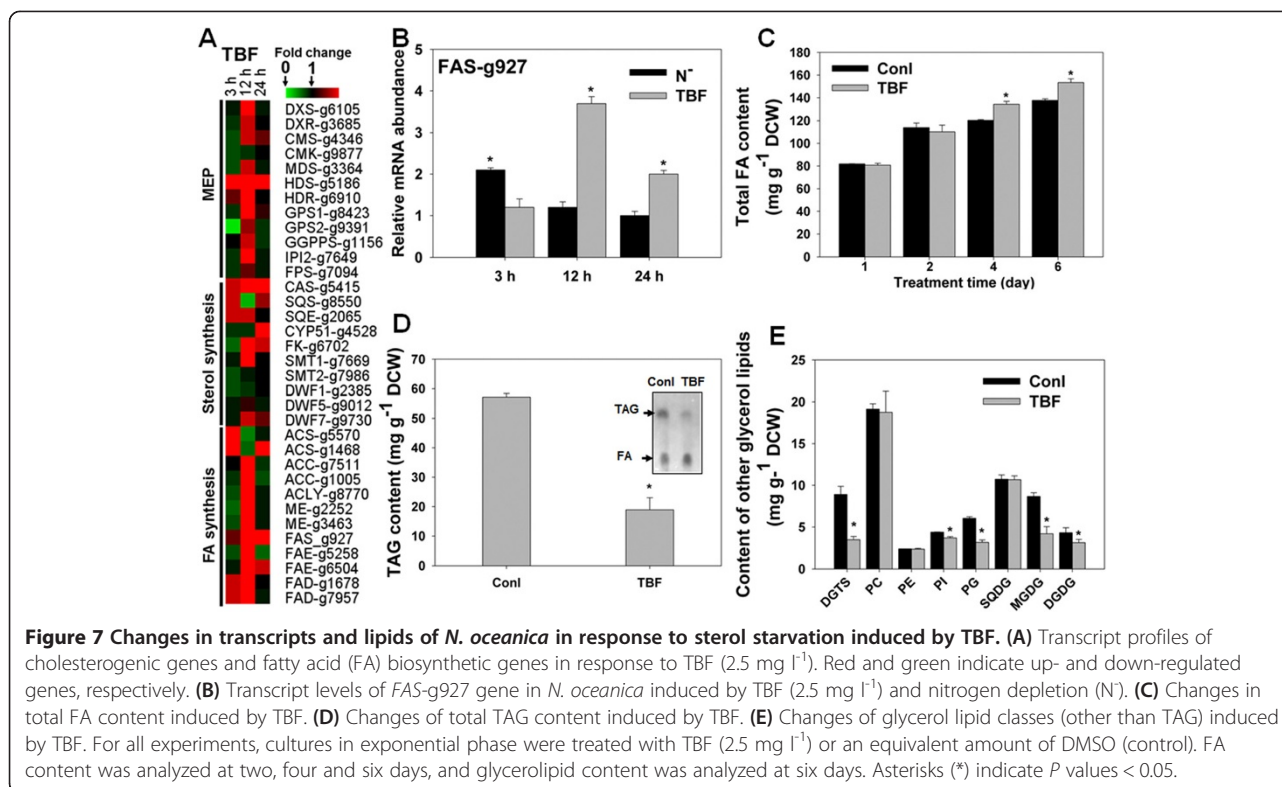 A
TBF
Fold change
0 1
3 h
12 h
24 h
MEP
DXS-g6105
DXR-g3685
CMS-g4346
CMK-g9877
MDS-g3364
HDS-g5186
HDR-g6910
GPS1-g8423
GPS2-g9391
GGPPS-g1156
IPI2-g7649
FPS-g7094
Sterol synthesis
CAS-g5415
SQS-g8550
SQE-g2065
CYP51-g4528
FK-g6702
SMT1-g7669
SMT2-g7986
DWF1-g2385
DWF5-g9012
DWF7-g9730
FA synthesis
ACS-g5570
ACS-g1468
ACC-g7511
ACC-g1005
ACLY-g8770
ME-g2252
ME-g3463
FAS_g927
FAE-g5258
FAE-g6504
FAD-g1678
FAD-g7957
B
FAS-g927
N-
TBF
Relative mRNA abundance
5
4
3
2
1
0
*
*
*
3 h 12 h 24 h
C
Conl
TBF
Total FA content
(mg g-1 DCW)
180
160
140
120
100
80
60
40
20
0
*
*
1 2 4 6
Treatment time (day)
D
TAG content (mg g-1 DCW)
70
60
50
40
30
20
10
0
Conl TBF
TAG
FA
*
Conl TBF
E
Conl
TBF
Content of other glycerol lipids
(mg g-1 DCW)
25
20
15
10
5
0
*
*
*
*
*
DGTS PC PE PI PG SQDG MGDG DGDG
Figure 7 Changes in transcripts and lipids of N. oceanica in response to sterol starvation induced by TBF. (A) Transcript profiles of
cholesterogenic genes and fatty acid (FA) biosynthetic genes in response to TBF (2.5 mg l-1). Red and green indicate up- and down-regulated
genes, respectively. (B) Transcript levels of FAS-g927 gene in N. oceanica induced by TBF (2.5 mg l-1) and nitrogen depletion (N-). (C) Changes in
total FA content induced by TBF. (D) Changes of total TAG content induced by TBF. (E) Changes of glycerol lipid classes (other than TAG) induced
by TBF. For all experiments, cultures in exponential phase were treated with TBF (2.5 mg l-1) or an equivalent amount of DMSO (control). FA
content was analyzed at two, four and six days, and glycerolipid content was analyzed at six days. Asterisks (*) indicate P values < 0.05.